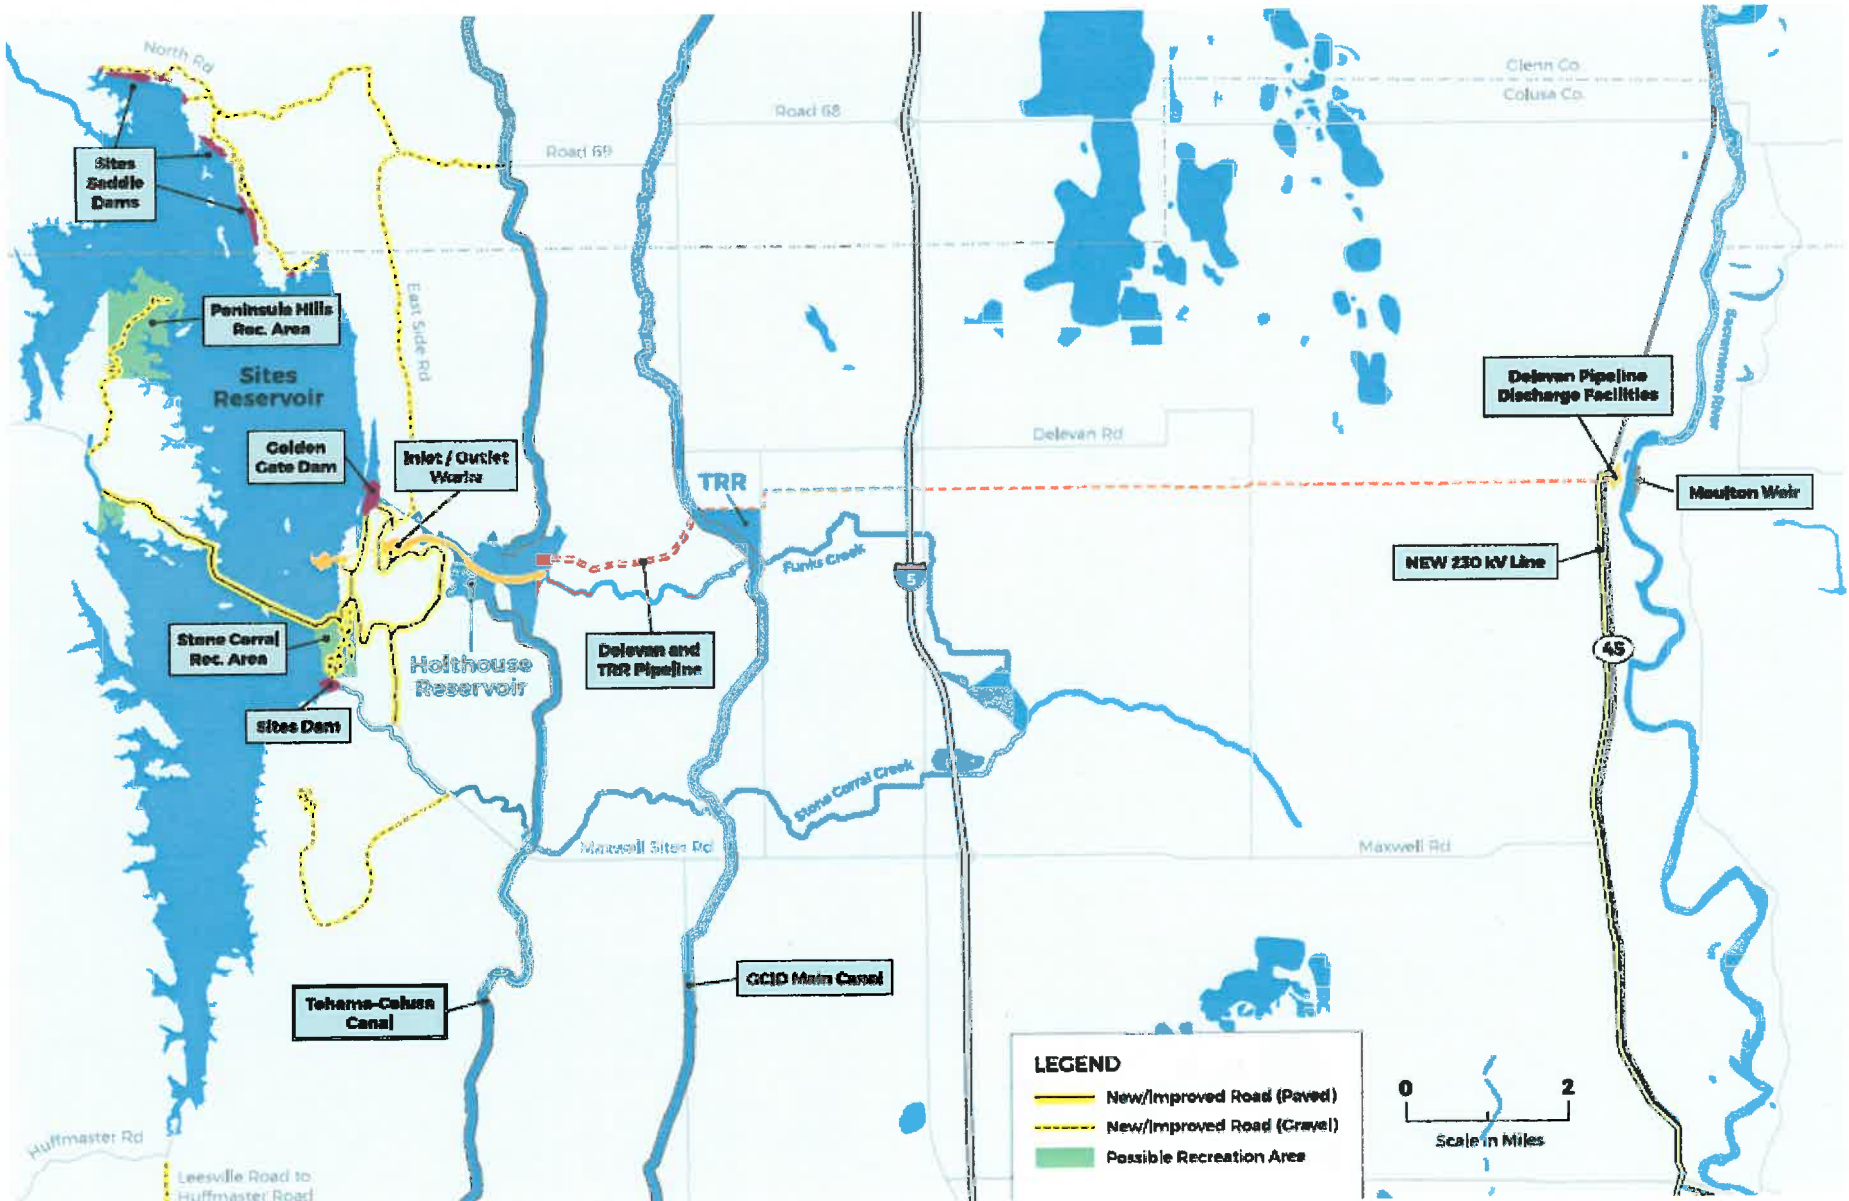 North Rd
Glenn Co.
Colusa Co.
Road 68
Road 69
Sites
Saddle
Dams
East Side Rd
Peninsula Hills
Rec. Area
Sites
Reservoir
Sacramento River
Delevan Pipeline
Discharge Facilities
Golden
Gate Dam
Inlet / Outlet
Works
Delevan Rd
TRR
Moulton Weir
Funks Creek
5
NEW 230 kV Line
Stone Corral
Rec. Area
Holthouse
Reservoir
Delevan and
TRR Pipeline
45
Sites Dam
Stone Corral Creek
Maxwell Sites Rd
Maxwell Rd
Tehama-Colusa
Canal
GCID Main Canal
LEGEND
New/Improved Road (Paved)
New/Improved Road (Gravel)
Possible Recreation Area
0 2
Scale in Miles
Huffmaster Rd
Leesville Road to
Huffmaster Road